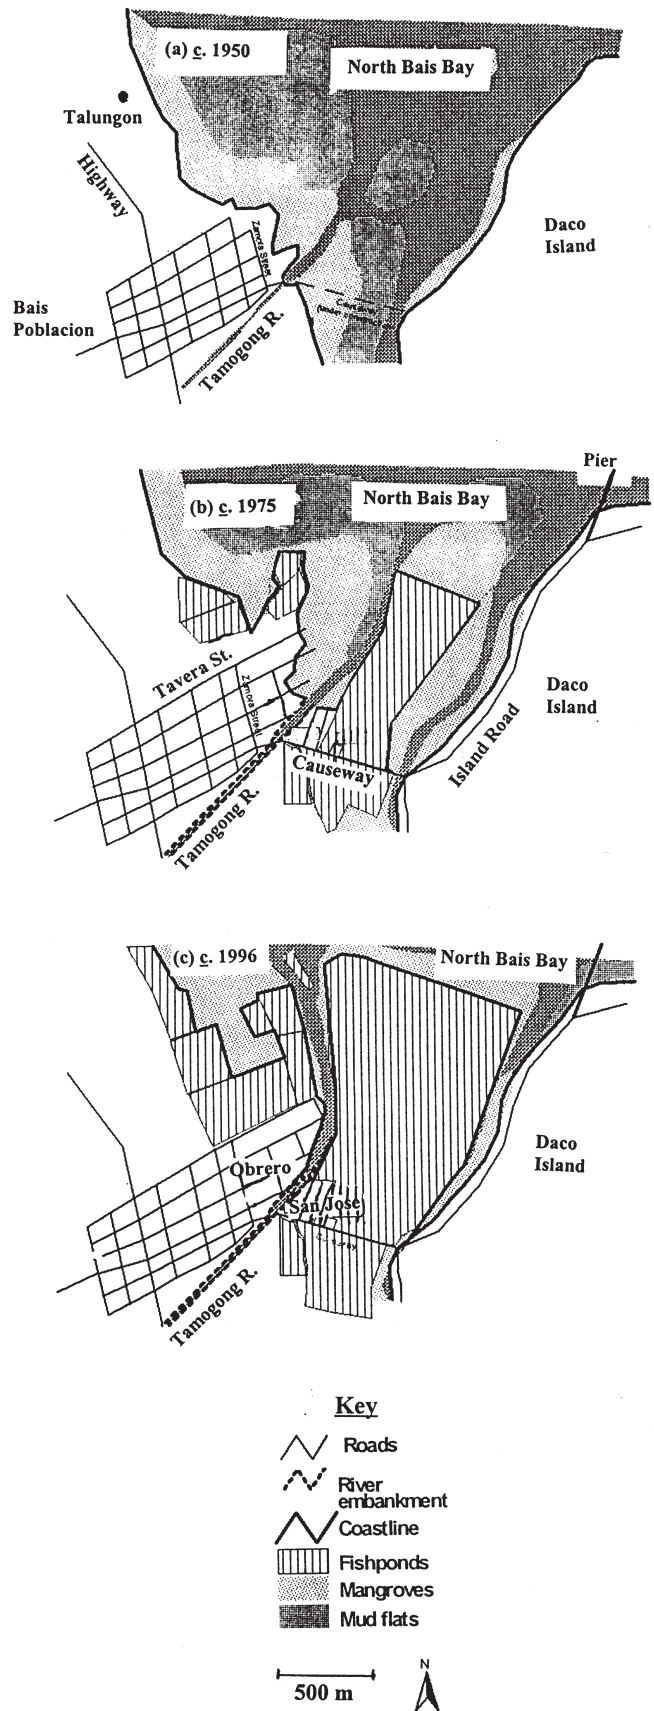 (a) c. 1950
North Bais Bay
Talungon
Highway
Zamora Street
Daco
Island
Bais
Poblacion
Tamogong R.
Causeway
(under construction)
Pier
(b) c. 1975
North Bais Bay
Tavera St.
Zamora Street
Daco
Island
Island Road
Causeway
Tamogong R.
(c) c. 1996
North Bais Bay
Obrero
Daco
Island
San Jose
Tamogong R.
Key
Roads
River
embankment
Coastline
Fishponds
Mangroves
Mud flats
N
500 m